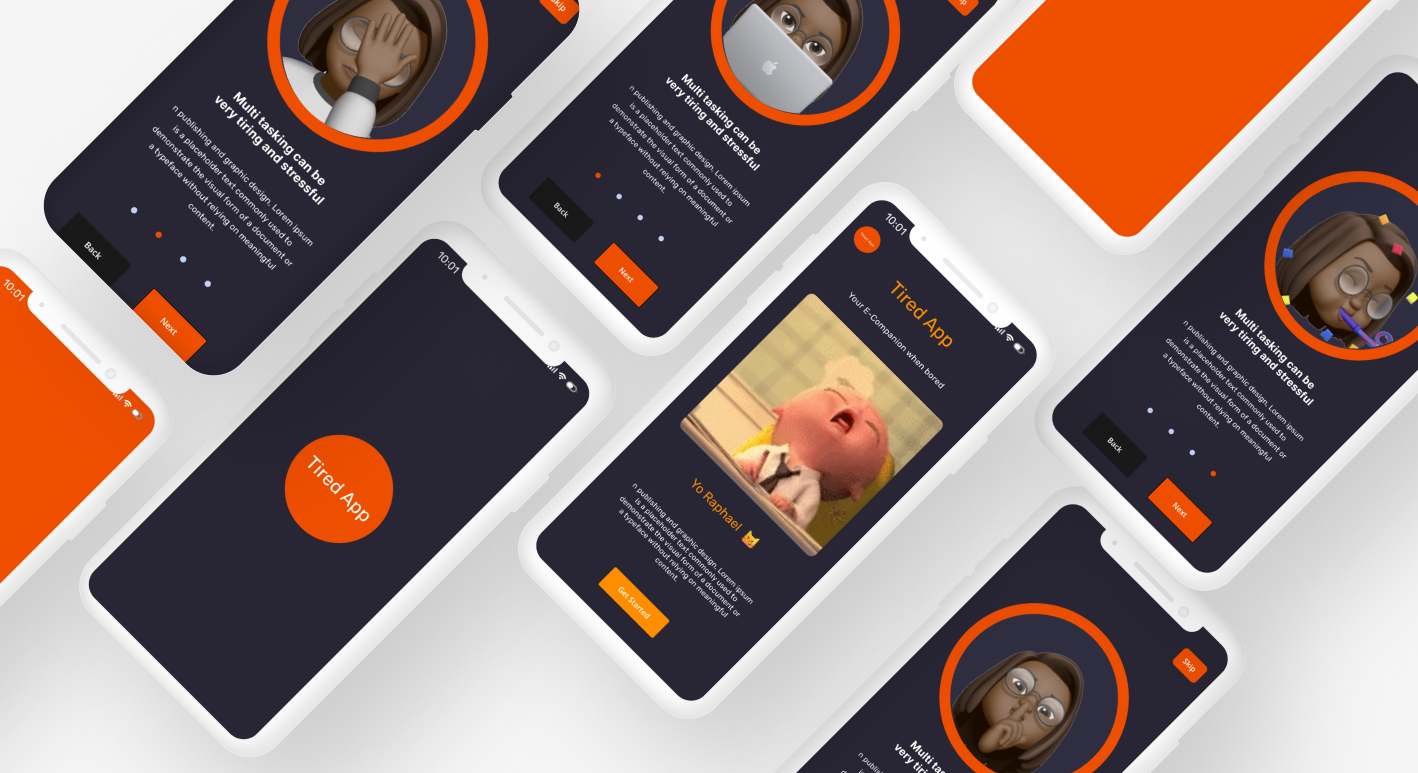 Skip
Multi tasking can be
very tiring and stressful
n publishing and graphic design, Lorem ipsum
is a placeholder text commonly used to
demonstrate the visual form of a document or
a typeface without relying on meaningful
content.
Back
Next
Skip
Multi tasking can be
very tiring and stressful
n publishing and graphic design, Lorem ipsum
is a placeholder text commonly used to
demonstrate the visual form of a document or
a typeface without relying on meaningful
content.
Back
Next
10:01
10:01
Tired App
10:01
Tired App
Tired App
Your E-Companion when bored
Yo Raphael 😼
n publishing and graphic design, Lorem ipsum
is a placeholder text commonly used to
demonstrate the visual form of a document or
a typeface without relying on meaningful
content.
Get Started
Multi tasking can be
very tiring and stressful
n publishing and graphic design, Lorem ipsum
is a placeholder text commonly used to
demonstrate the visual form of a document or
a typeface without relying on meaningful
content.
Back
Next
Skip
Multi
very